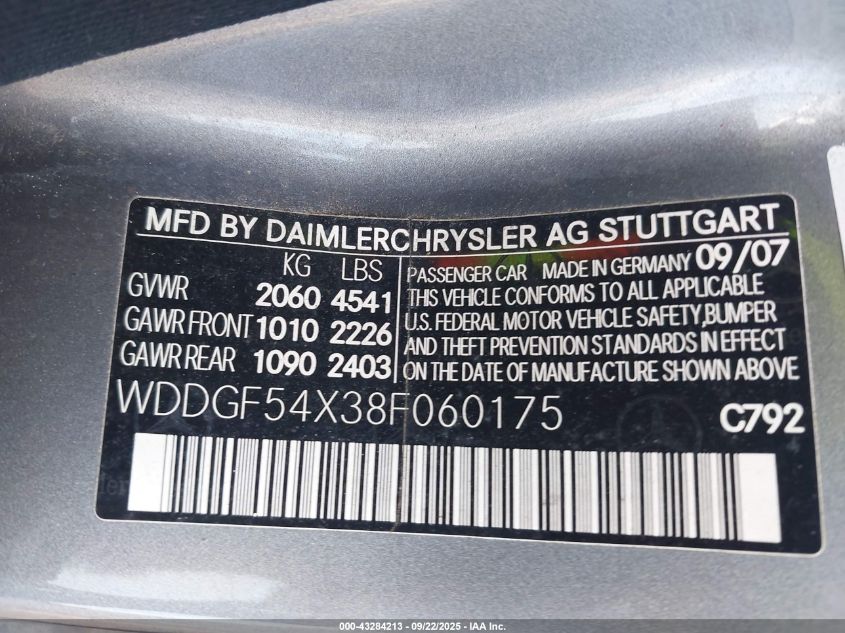 MFD BY DAIMLERCHRYSLER AG STUTTGART
KG LBS
GVWR 2060 4541
GAWR FRONT 1010 2226
GAWR REAR 1090 2403
PASSENGER CAR MADE IN GERMANY 09/07
THIS VEHICLE CONFORMS TO ALL APPLICABLE
U.S. FEDERAL MOTOR VEHICLE SAFETY, BUMPER
AND THEFT PREVENTION STANDARDS IN EFFECT
ON THE DATE OF MANUFACTURE SHOWN ABOVE
WDDGF54X38F060175 C792
000-43284213 - 09/22/2025 - IAA Inc.